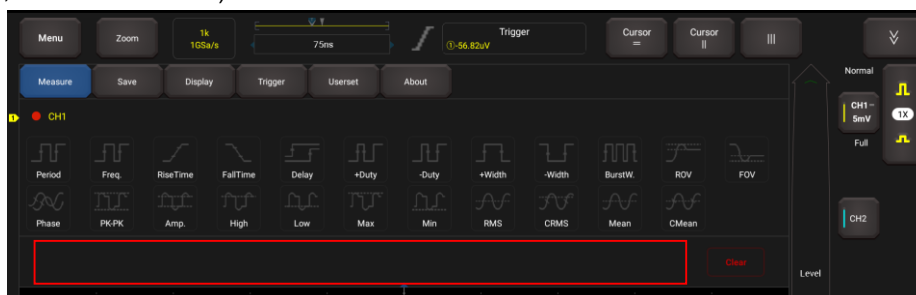 Menu
Zoom
1k
1GSa/s
75ms
Trigger
①-56.82uV
Cursor
Cursor
Measure
Save
Display
Trigger
Userset
About
Normal
CH1
CH1
5mV
1X
Full
Period
Freq.
RiseTime
FallTime
Delay
+Duty
-Duty
+Width
-Width
BurstW.
ROV
FOV
Phase
PK-PK
Amp.
High
Low
Max
Min
RMS
CRMS
Mean
CMean
CH2
Clear
Level